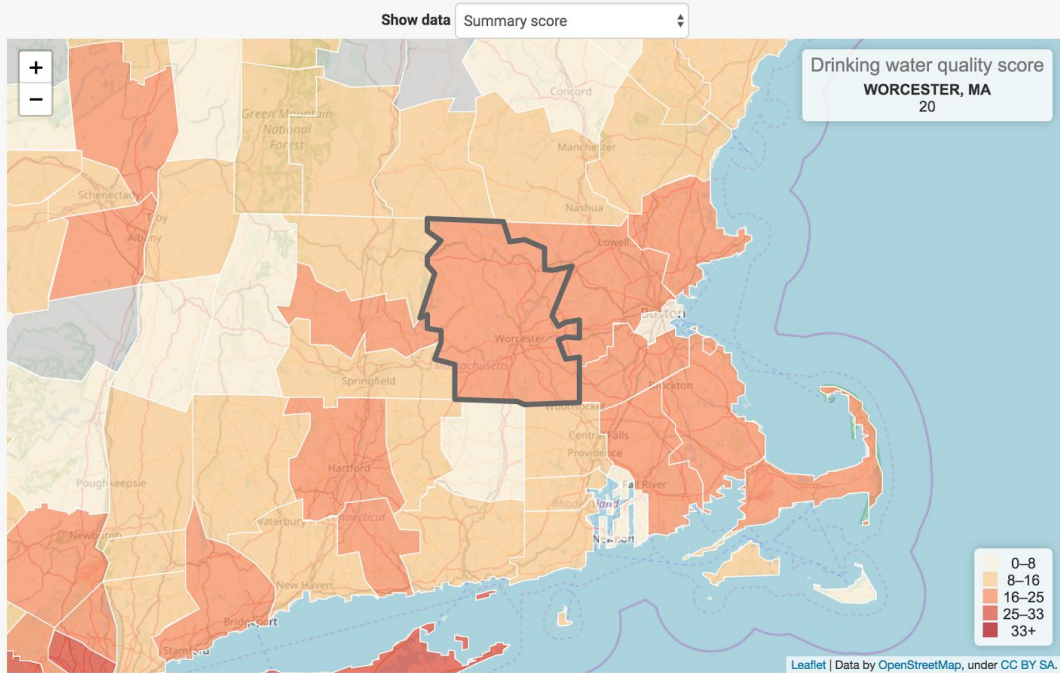 Show data Summary score
+
−
Drinking water quality score
WORCESTER, MA
20
Concord
Green Mountain
National
Forest
Manchester
Schenectady
Nashua
Albany
Lowell
Boston
Worcester
Massachusetts
Springfield
Brockton
Woonsocket
Central Falls
Providence
Hartford
Poughkeepsie
Fall River
Rhode Island
Connecticut
Waterbury
Newburgh
Newport
New Haven
Bridgeport
Stamford
0–8
8–16
16–25
25–33
33+
Leaflet | Data by OpenStreetMap, under CC BY SA.